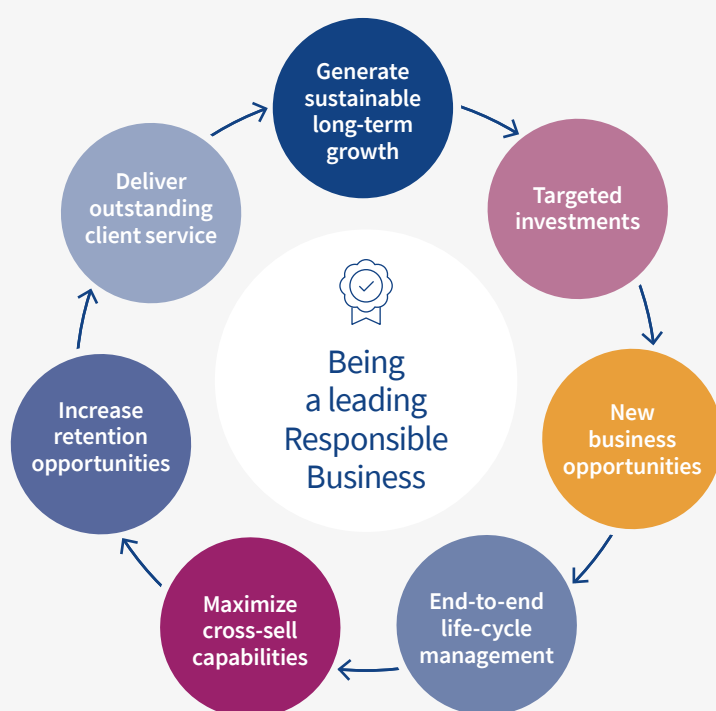 Generate
sustainable
long-term
growth
Targeted
investments
New
business
opportunities
End-to-end
life-cycle
management
Maximize
cross-sell
capabilities
Increase
retention
opportunities
Deliver
outstanding
client service
Being
a leading
Responsible
Business